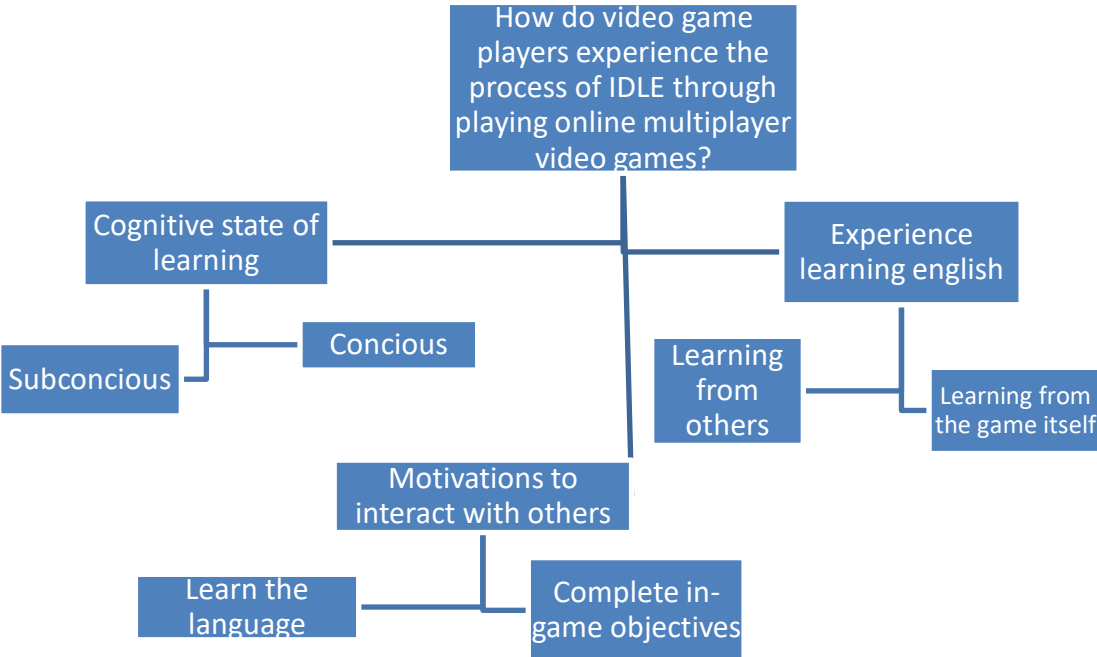 How do video game
players experience the
process of IDLE through
playing online multiplayer
video games?
Cognitive state of
learning
Experience
learning english
Concious
Subconcious
Learning
from
others
Learning from
the game itself
Motivations to
interact with others
Learn the
language
Complete in-
game objectives